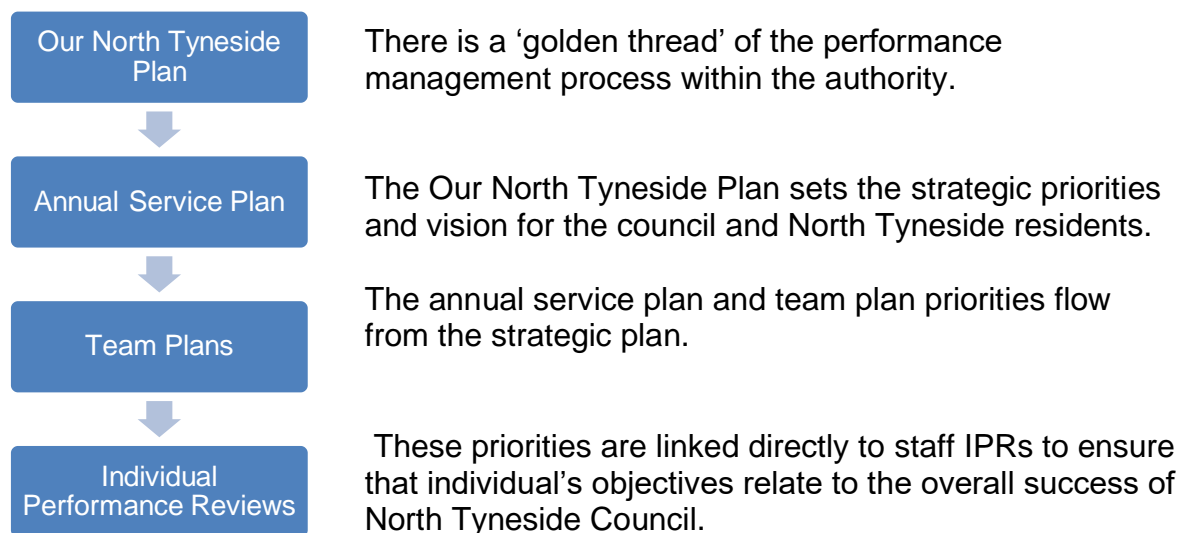 Our North Tyneside
Plan
There is a ‘golden thread’ of the performance
management process within the authority.
Annual Service Plan
The Our North Tyneside Plan sets the strategic priorities
and vision for the council and North Tyneside residents.
The annual service plan and team plan priorities flow
from the strategic plan.
Team Plans
Individual
Performance Reviews
These priorities are linked directly to staff IPRs to ensure
that individual’s objectives relate to the overall success of
North Tyneside Council.